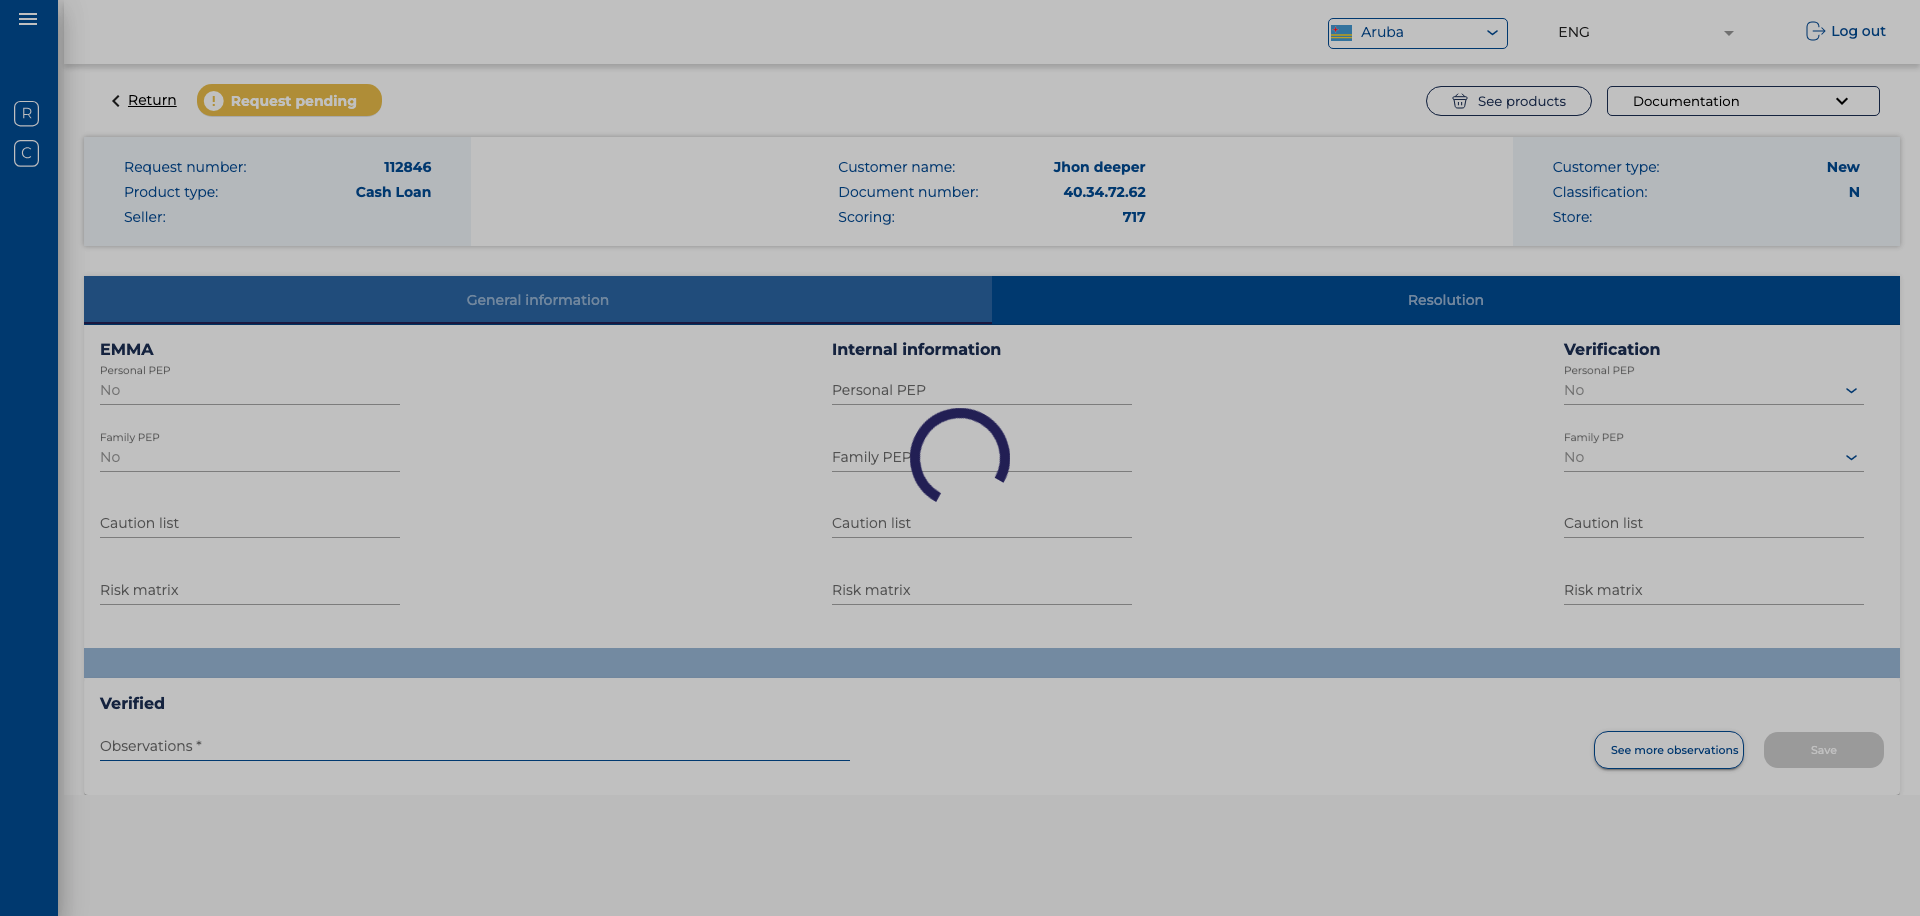 Aruba
ENG
Log out
R
C
Return
Request pending
See products
Documentation
Request number: 112846
Product type: Cash Loan
Seller:
Customer name: Jhon deeper
Document number: 40.34.72.62
Scoring: 717
Customer type: New
Classification: N
Store:
General information
Resolution
EMMA
Personal PEP
No
Family PEP
No
Caution list
Risk matrix
Internal information
Personal PEP
Family PEP
Caution list
Risk matrix
Verification
Personal PEP
No
Family PEP
No
Caution list
Risk matrix
Verified
Observations *
See more observations
Save